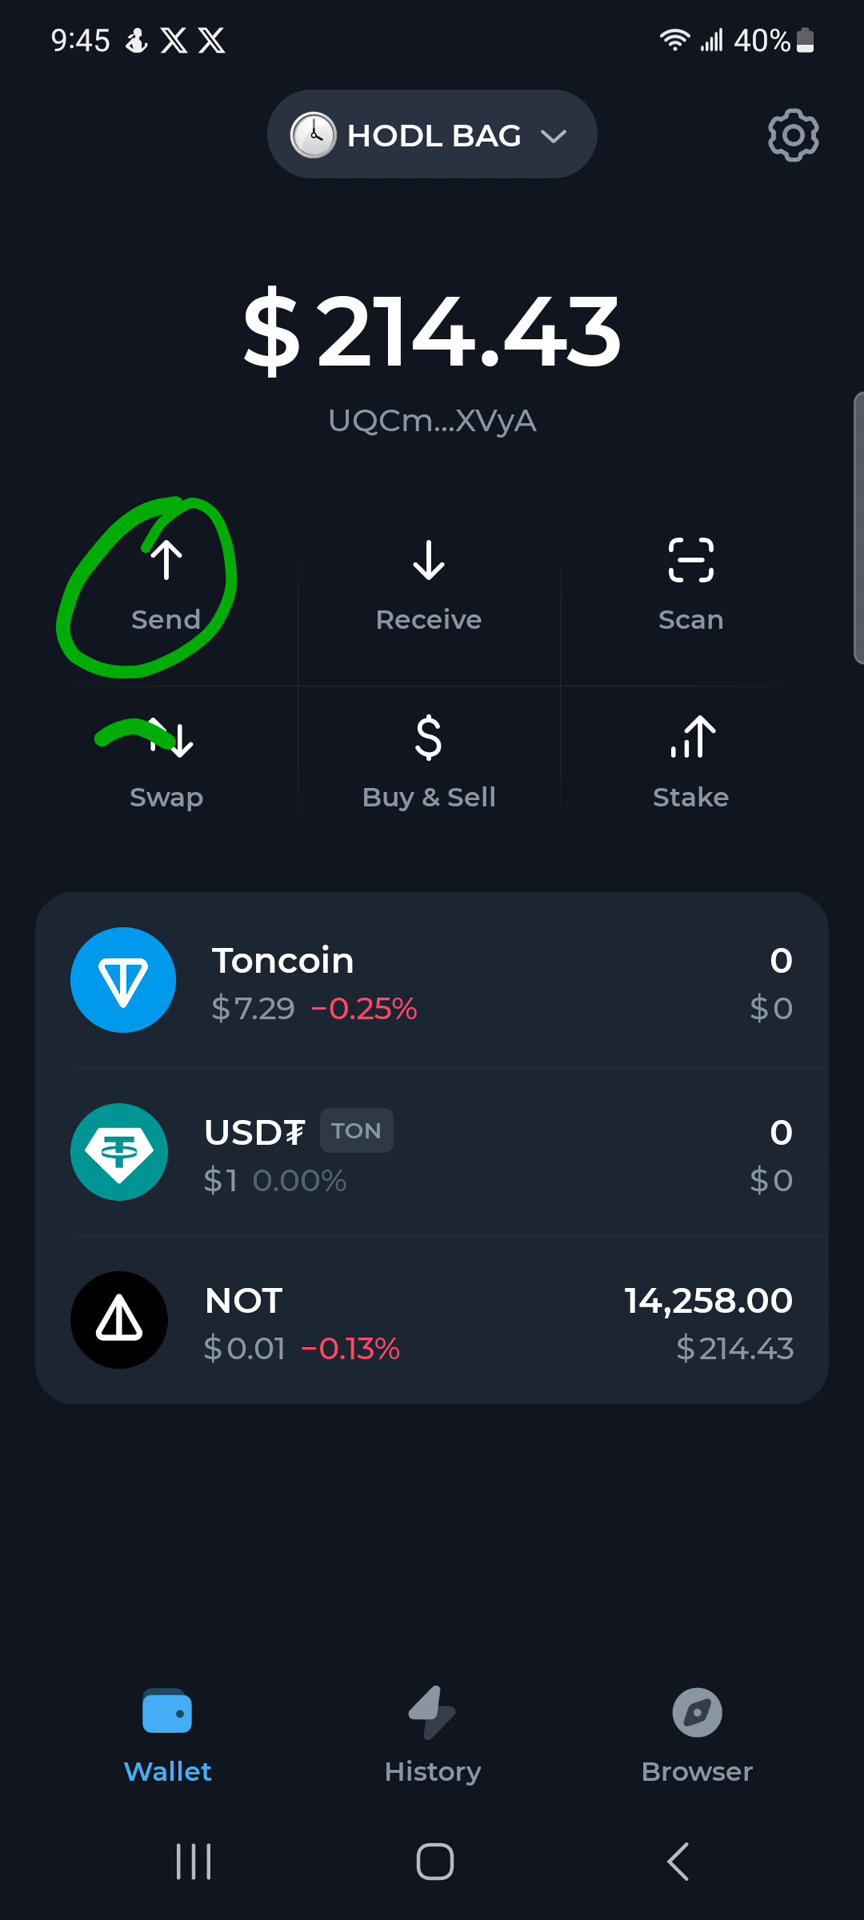 9:45 40%
HODL BAG
$214.43
UQCm...XVyA
Send Receive Scan
Swap Buy & Sell Stake
Toncoin 0
$7.29 −0.25% $0
USD₮ TON 0
$1 0.00% $0
NOT 14,258.00
$0.01 −0.13% $214.43
Wallet History Browser